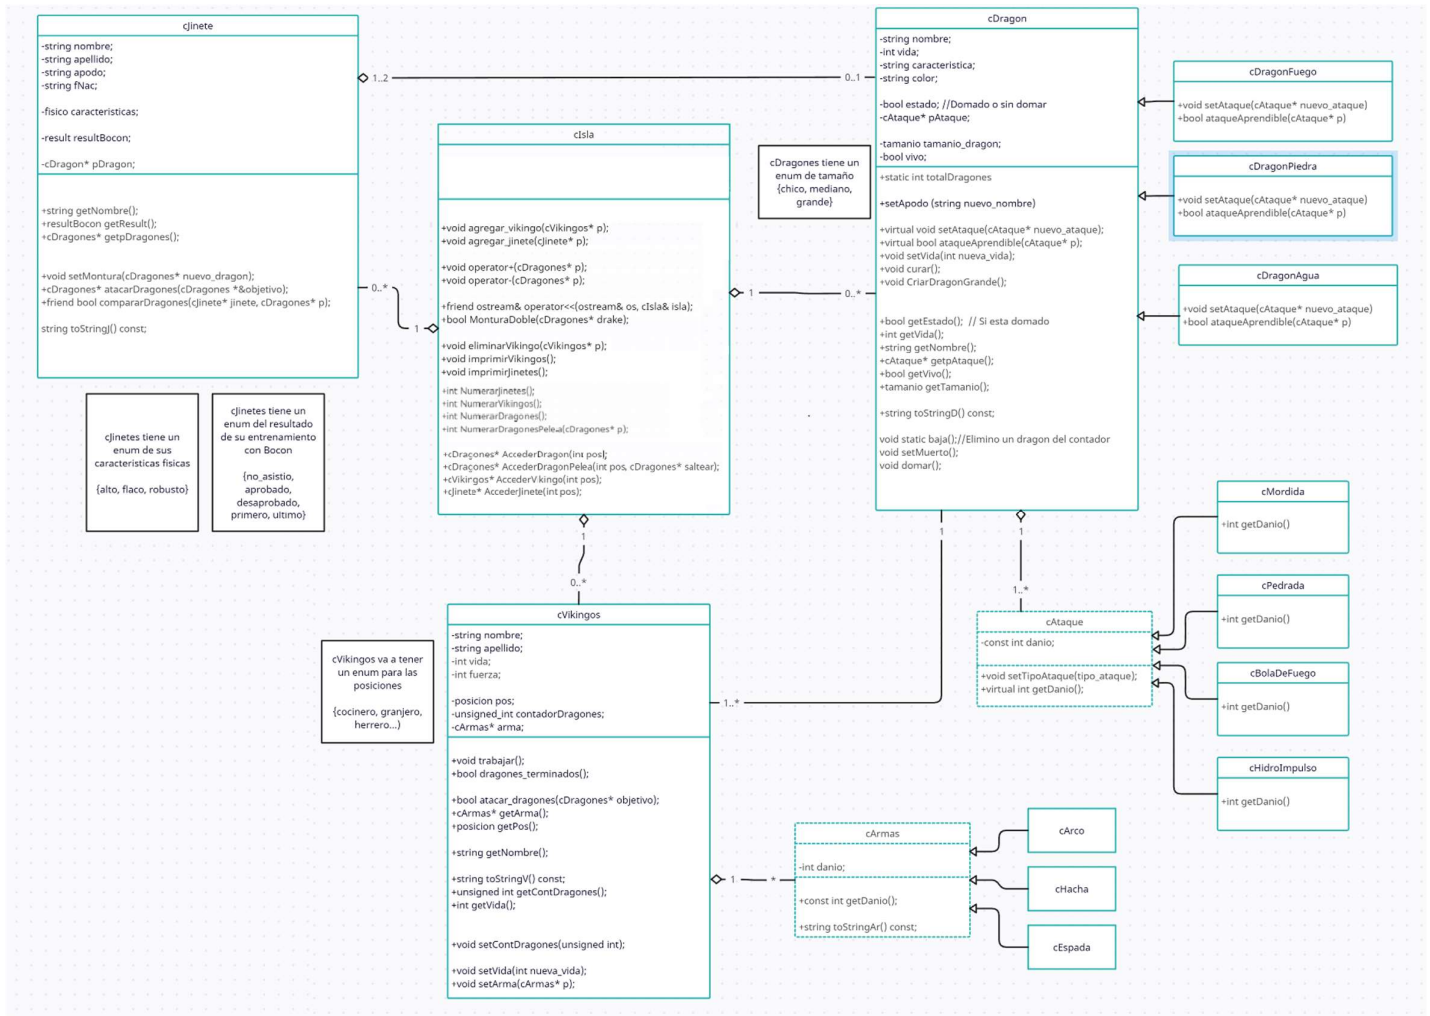 cJinete
-string nombre;
-string apellido;
-string apodo;
-string fNac;
-fisico caracteristicas;
-result resultBocon;
-cDragon* pDragon;
+string getNombre();
+resultBocon getResult();
+cDragones* getpDragones();
+void setMontura(cDragones* nuevo_dragon);
+cDragones* atacarDragones(cDragones *&objetivo);
+friend bool compararDragones(cJinete* jinete, cDragones* p);
string toStringJ() const;
1..2
0..1
0..*
1
cJinetes tiene un
enum de sus
caracteristicas fisicas
{alto, flaco, robusto}
cJinetes tiene un
enum del resultado
de su entrenamiento
con Bocon
{no_asistio,
aprobado,
desaprobado,
primero, ultimo}
cIsla
+void agregar_vikingo(cVikingos* p);
+void agregar_jinete(cJinete* p);
+void operator+(cDragones* p);
+void operator-(cDragones* p);
+friend ostream& operator<<(ostream& os, cIsla& isla);
+bool MonturaDoble(cDragones* drake);
+void eliminarVikingo(cVikingos* p);
+void imprimirVikingos();
+void imprimirJinetes();
+int NumerarJinetes();
+int NumerarVikingos();
+int NumerarDragones();
+int NumerarDragonesPelea(cDragones* p);
+cDragones* AccederDragon(int pos);
+cDragones* AccederDragonPelea(int pos, cDragones* saltear);
+cVikingos* AccederVikingo(int pos);
+cJinete* AccederJinete(int pos);
1
0..*
1
0..*
cDragones tiene un
enum de tamaño
{chico, mediano,
grande}
cDragon
-string nombre;
-int vida;
-string caracteristica;
-string color;
-bool estado; //Domado o sin domar
-cAtaque* pAtaque;
-tamanio tamanio_dragon;
-bool vivo;
+static int totalDragones
+setApodo (string nuevo_nombre)
+virtual void setAtaque(cAtaque* nuevo_ataque);
+virtual bool ataqueAprendible(cAtaque* p);
+void setVida(int nueva_vida);
+void curar();
+void CriarDragonGrande();
+bool getEstado(); // Si esta domado
+int getVida();
+string getNombre();
+cAtaque* getpAtaque();
+bool getVivo();
+tamanio getTamanio();
+string toStringD() const;
void static baja();//Elimino un dragon del contador
void setMuerto();
void domar();
cDragonFuego
+void setAtaque(cAtaque* nuevo_ataque)
+bool ataqueAprendible(cAtaque* p)
cDragonPiedra
+void setAtaque(cAtaque* nuevo_ataque)
+bool ataqueAprendible(cAtaque* p)
cDragonAgua
+void setAtaque(cAtaque* nuevo_ataque)
+bool ataqueAprendible(cAtaque* p)
1
1..*
1
1..*
cAtaque
-const int danio;
+void setTipoAtaque(tipo_ataque);
+virtual int getDanio();
cMordida
+int getDanio()
cPedrada
+int getDanio()
cBolaDeFuego
+int getDanio()
cHidroImpulso
+int getDanio()
cVikingos va a tener
un enum para las
posiciones
{cocinero, granjero,
herrero...)
cVikingos
-string nombre;
-string apellido;
-int vida;
-int fuerza;
-posicion pos;
-unsigned_int contadorDragones;
-cArmas* arma;
+void trabajar();
+bool dragones_terminados();
+bool atacar_dragones(cDragones* objetivo);
+cArmas* getArma();
+posicion getPos();
+string getNombre();
+string toStringV() const;
+unsigned int getContDragones();
+int getVida();
+void setContDragones(unsigned int);
+void setVida(int nueva_vida);
+void setArma(cArmas* p);
1
*
cArmas
-int danio;
+const int getDanio();
+string toStringAr() const;
cArco
cHacha
cEspada